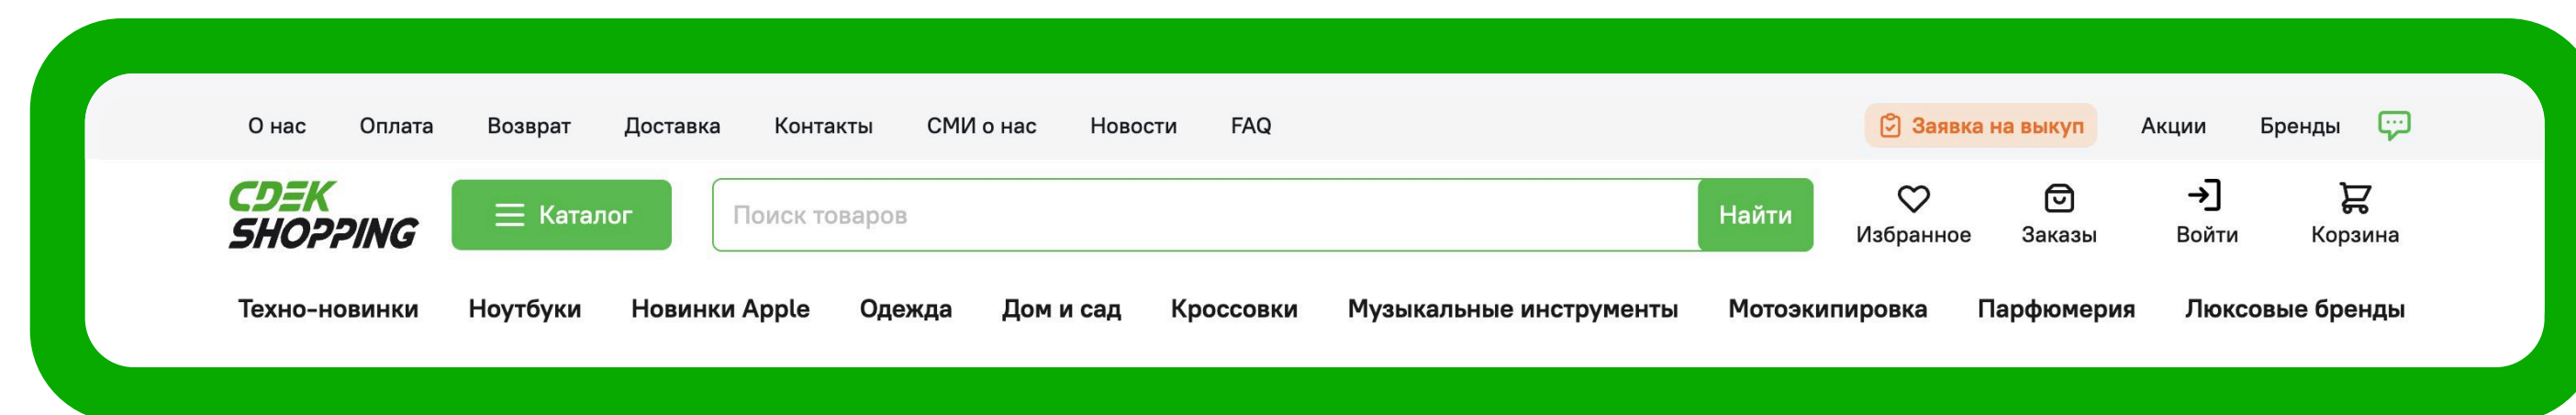 О нас Оплата Возврат Доставка Контакты СМИ о нас Новости FAQ Заявка на выкуп Акции Бренды
CDEK
SHOPPING
Каталог Поиск товаров Найти
Избранное Заказы Войти Корзина
Техно-новинки Ноутбуки Новинки Apple Одежда Дом и сад Кроссовки Музыкальные инструменты Мотоэкипировка Парфюмерия Люксовые бренды